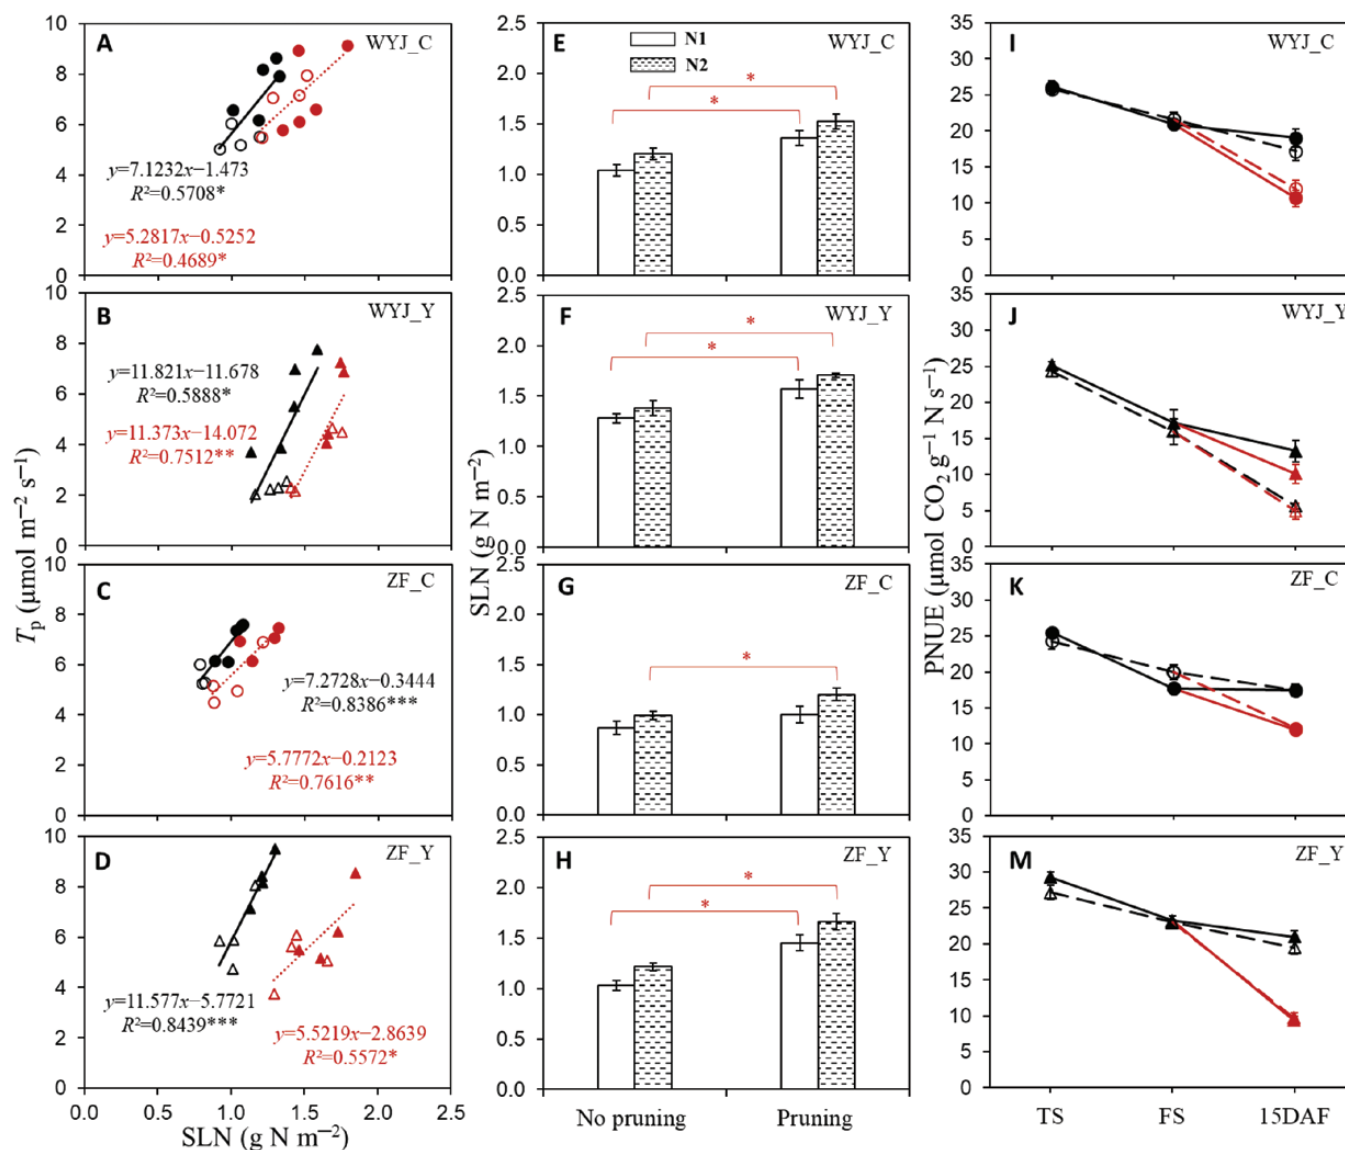 A
WYJ_C
10
8
6
4
2
0
y=7.1232x−1.473
R²=0.5708*
y=5.2817x−0.5252
R²=0.4689*
B
WYJ_Y
10
8
6
4
2
0
y=11.821x−11.678
R²=0.5888*
y=11.373x−14.072
R²=0.7512**
C
ZF_C
10
8
6
4
2
0
y=7.2728x−0.3444
R²=0.8386***
y=5.7772x−0.2123
R²=0.7616**
D
ZF_Y
10
8
6
4
2
0
y=11.577x−5.7721
R²=0.8439***
y=5.5219x−2.8639
R²=0.5572*
0.0 0.5 1.0 1.5 2.0 2.5
SLN (g N m⁻²)
Tp (μmol m⁻² s⁻¹)
E
N1
N2
WYJ_C
2.5
2.0
1.5
1.0
0.5
0.0
*
*
F
WYJ_Y
2.5
2.0
1.5
1.0
0.5
0.0
*
*
G
ZF_C
2.5
2.0
1.5
1.0
0.5
0.0
*
H
ZF_Y
2.5
2.0
1.5
1.0
0.5
0.0
*
*
No pruning Pruning
SLN (g N m⁻²)
I
WYJ_C
35
30
25
20
15
10
5
0
J
WYJ_Y
35
30
25
20
15
10
5
0
K
ZF_C
35
30
25
20
15
10
5
0
M
ZF_Y
35
30
25
20
15
10
5
0
TS FS 15DAF
PNUE (μmol CO₂ g⁻¹ N s⁻¹)